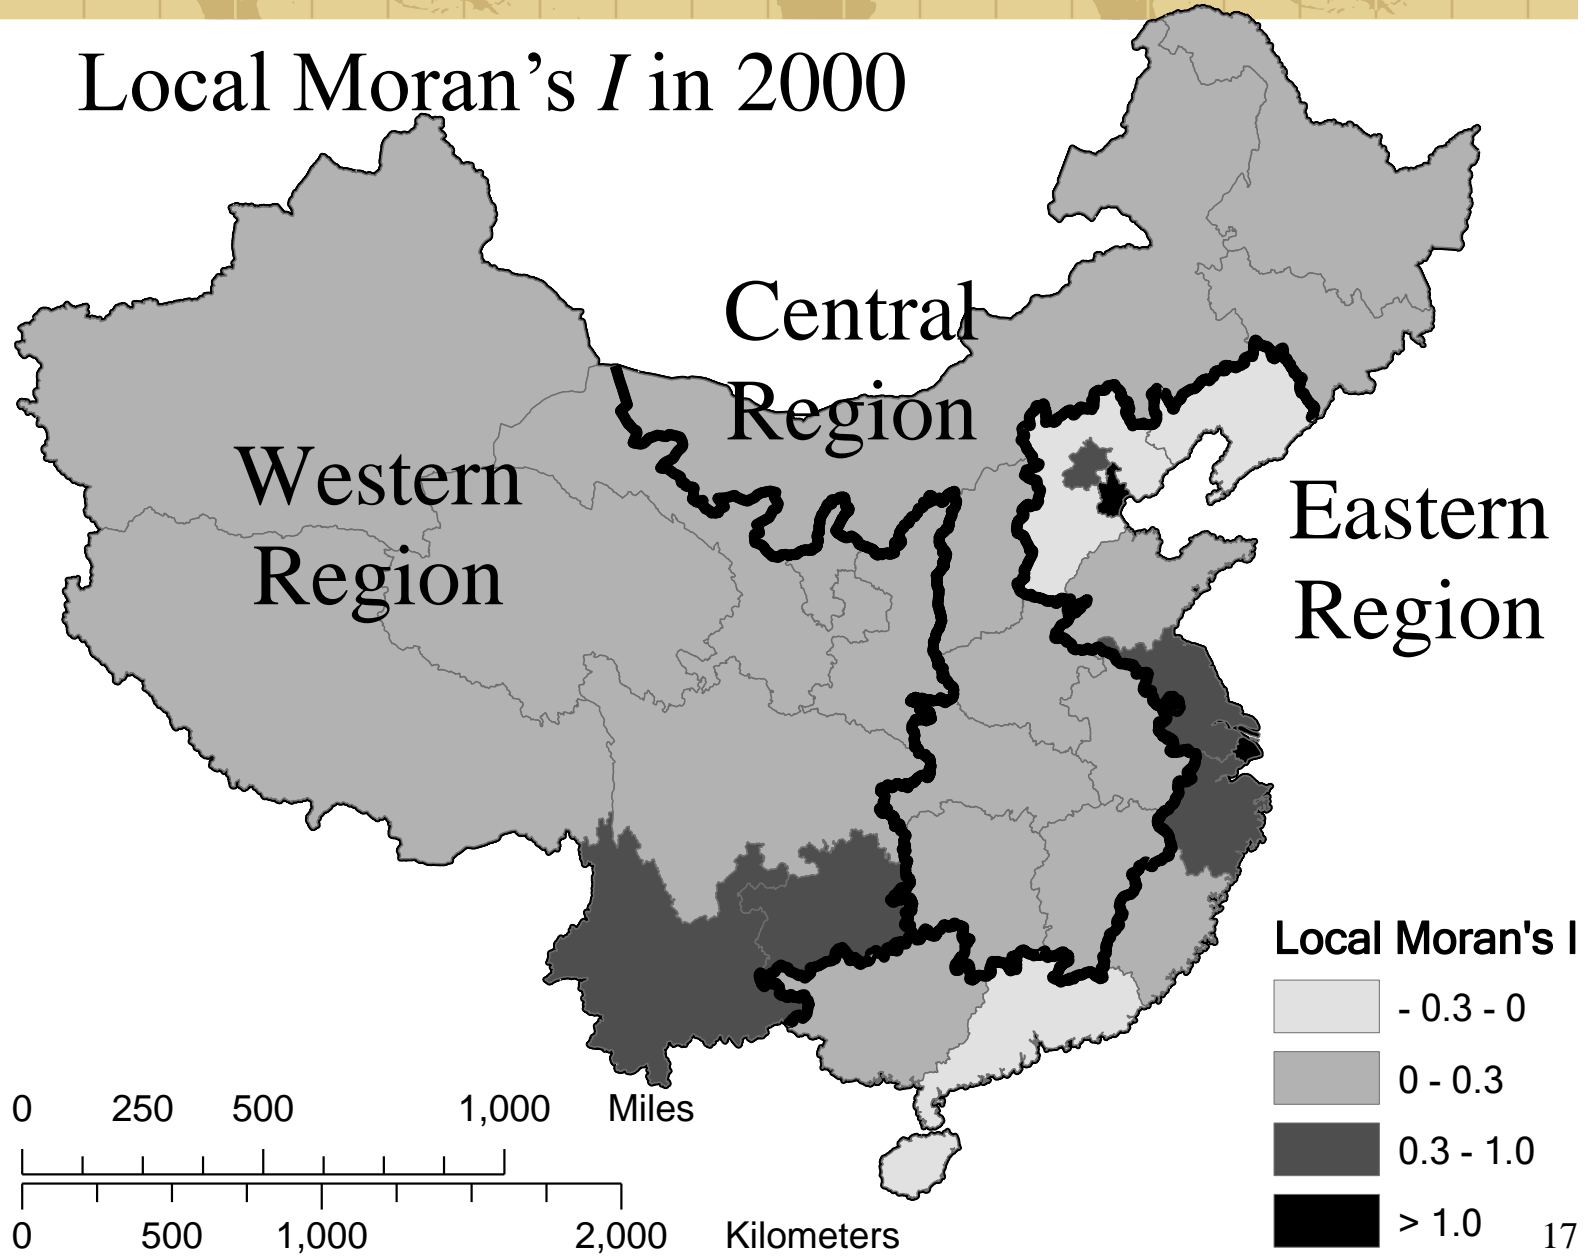 Local Moran's I in 2000
Central
Region
Western
Region
Eastern
Region
Local Moran's I
- 0.3 - 0
0 - 0.3
0.3 - 1.0
> 1.0
0 250 500 1,000 Miles
0 500 1,000 2,000 Kilometers
17